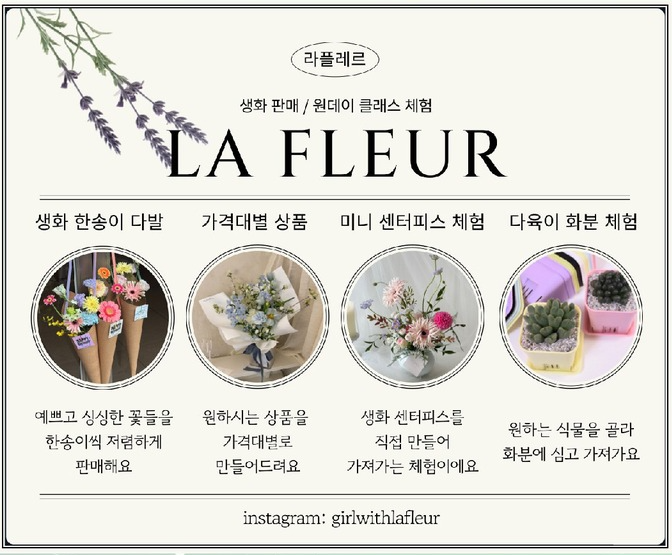 라플레르
생화 판매 / 원데이 클래스 체험
LA FLEUR
생화 한송이 다발
가격대별 상품
미니 센터피스 체험
다육이 화분 체험
예쁘고 싱싱한 꽃들을
한송이씩 저렴하게
판매해요
원하시는 상품을
가격대별로
만들어드려요
생화 센터피스를
직접 만들어
가져가는 체험이에요
원하는 식물을 골라
화분에 심고 가져가요
instagram: girlwithlafleur